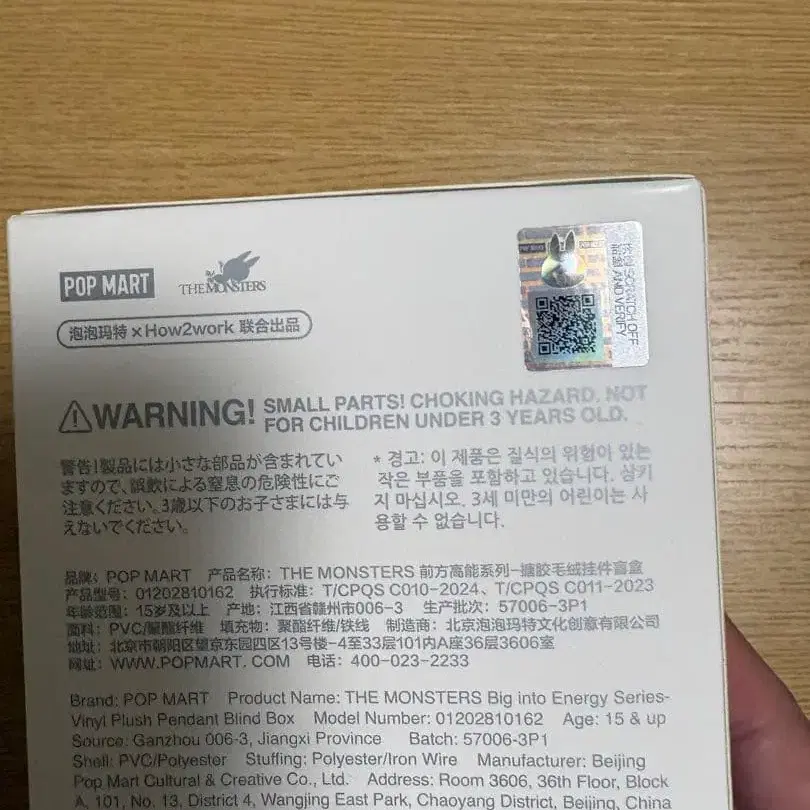 POP MART
THE MONSTERS
泡泡玛特 × How2work 联合出品
刮刮 SCRATCH OFF
AND VERIFY
WARNING! SMALL PARTS! CHOKING HAZARD. NOT
FOR CHILDREN UNDER 3 YEARS OLD.
警告!製品には小さな部品が含まれてい
ますので、誤飲による窒息の危険性にご
注意ください。3歳以下のお子さまには与
えないでください。
* 경고: 이 제품은 질식의 위험이 있는
작은 부품을 포함하고 있습니다. 삼키
지 마십시오. 3세 미만의 어린이는 사
용할 수 없습니다.
品牌: POP MART 产品名称: THE MONSTERS 前方高能系列-搪胶毛绒挂件盲盒
产品型号: 01202810162 执行标准: T/CPQS C010-2024、T/CPQS C011-2023
年龄范围: 15岁及以上 产地: 江西省赣州市006-3 生产批次: 57006-3P1
面料: PVC/聚酯纤维 填充物: 聚酯纤维/铁线 制造商: 北京泡泡玛特文化创意有限公司
地址: 北京市朝阳区望京东园四区13号楼-4至33层101内A座36层3606室
网址: WWW.POPMART.COM 电话: 400-023-2233
Brand: POP MART Product Name: THE MONSTERS Big into Energy Series-
Vinyl Plush Pendant Blind Box Model Number: 01202810162 Age: 15 & up
Source: Ganzhou 006-3, Jiangxi Province Batch: 57006-3P1
Shell: PVC/Polyester Stuffing: Polyester/Iron Wire Manufacturer: Beijing
Pop Mart Cultural & Creative Co., Ltd. Address: Room 3606, 36th Floor, Block
A, 101, No. 13, District 4, Wangjing East Park, Chaoyang District, Beijing, China